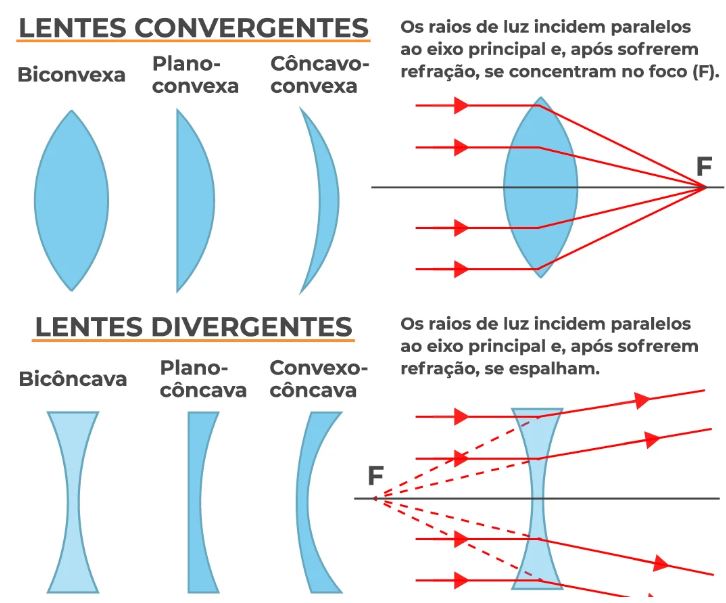 LENTES CONVERGENTES
Biconvexa
Plano-
convexa
Côncavo-
convexa
Os raios de luz incidem paralelos
ao eixo principal e, após sofrerem
refração, se concentram no foco (F).
F
LENTES DIVERGENTES
Bicôncava
Plano-
côncava
Convexo-
côncava
Os raios de luz incidem paralelos
ao eixo principal e, após sofrerem
refração, se espalham.
F